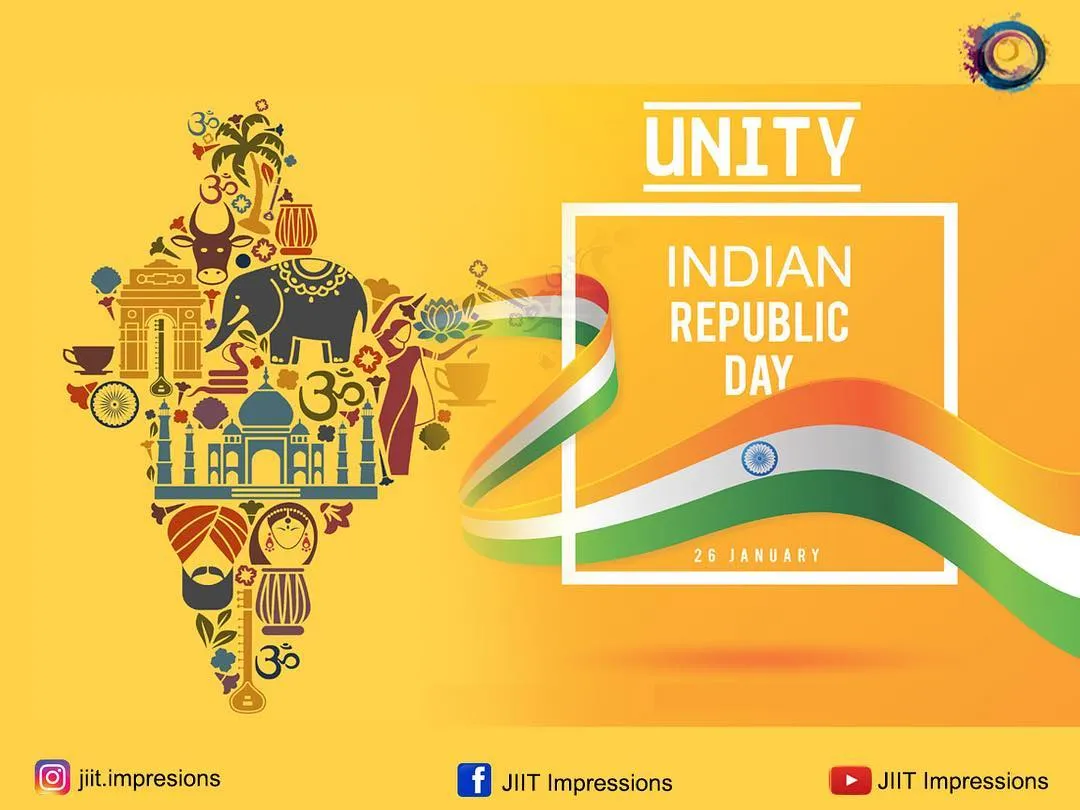 UNITY
INDIAN
REPUBLIC
DAY
26 JANUARY
ॐ
ॐ
ॐ
ॐ
jiit.impresions
JIIT Impressions
JIIT Impressions